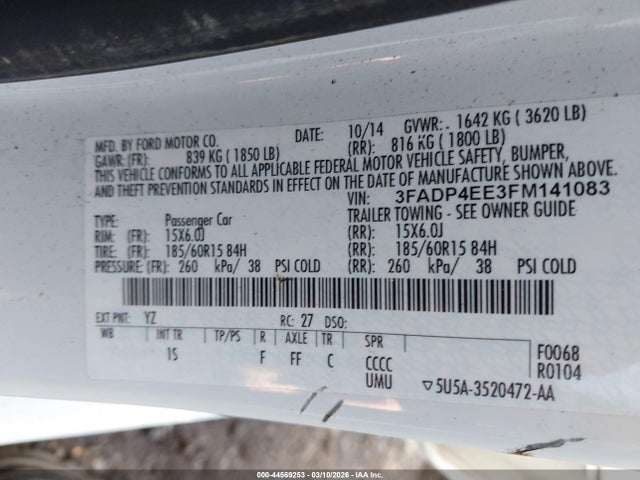 MFD. BY FORD MOTOR CO. DATE: 10/14 GVWR: 1642 KG ( 3620 LB)
GAWR: (FR): 839 KG ( 1850 LB) (RR): 816 KG ( 1800 LB)
THIS VEHICLE CONFORMS TO ALL APPLICABLE FEDERAL MOTOR VEHICLE SAFETY, BUMPER,
AND THEFT PREVENTION STANDARDS IN EFFECT ON THE DATE OF MANUFACTURE SHOWN ABOVE.
VIN: 3FADP4EE3FM141083
TYPE: Passenger Car TRAILER TOWING - SEE OWNER GUIDE
RIM: (FR): 15X6.0J (RR): 15X6.0J
TIRE: (FR): 185/60R15 84H (RR): 185/60R15 84H
PRESSURE: (FR): 260 kPa/ 38 PSI COLD (RR): 260 kPa/ 38 PSI COLD
EXT PNT: YZ RC: 27 DSO:
WB INT TR TP/PS R AXLE TR SPR F0068
1S F FF C CCCC R0104
UMU ▽5U5A-3520472-AA
000-44569253 - 03/10/2026 - IAA Inc.